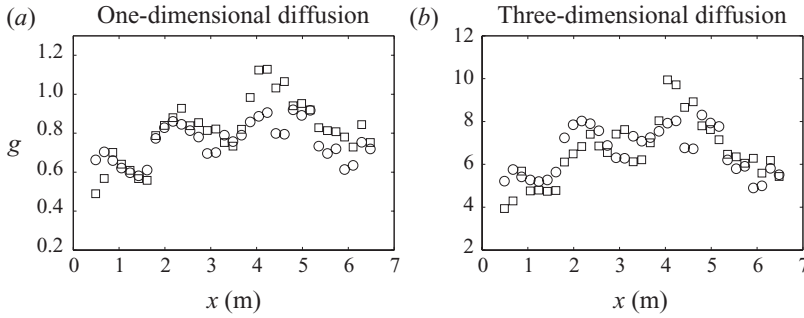 (a) One-dimensional diffusion
1.2
1.0
0.8
g
0.6
0.4
0.2
0 1 2 3 4 5 6 7
x (m)
(b) Three-dimensional diffusion
12
10
8
6
4
2
0 1 2 3 4 5 6 7
x (m)